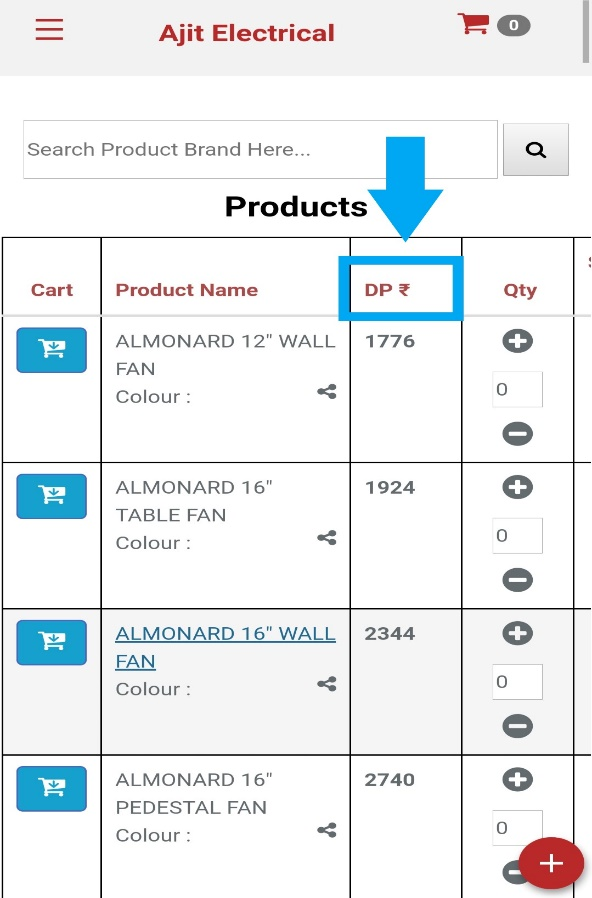 Ajit Electrical
0
Search Product Brand Here...
Products
Cart Product Name DP ₹ Qty
ALMONARD 12" WALL 1776
FAN
Colour :
0
ALMONARD 16" 1924
TABLE FAN
Colour :
0
ALMONARD 16" WALL 2344
FAN
Colour :
0
ALMONARD 16" 2740
PEDESTAL FAN
Colour :
0